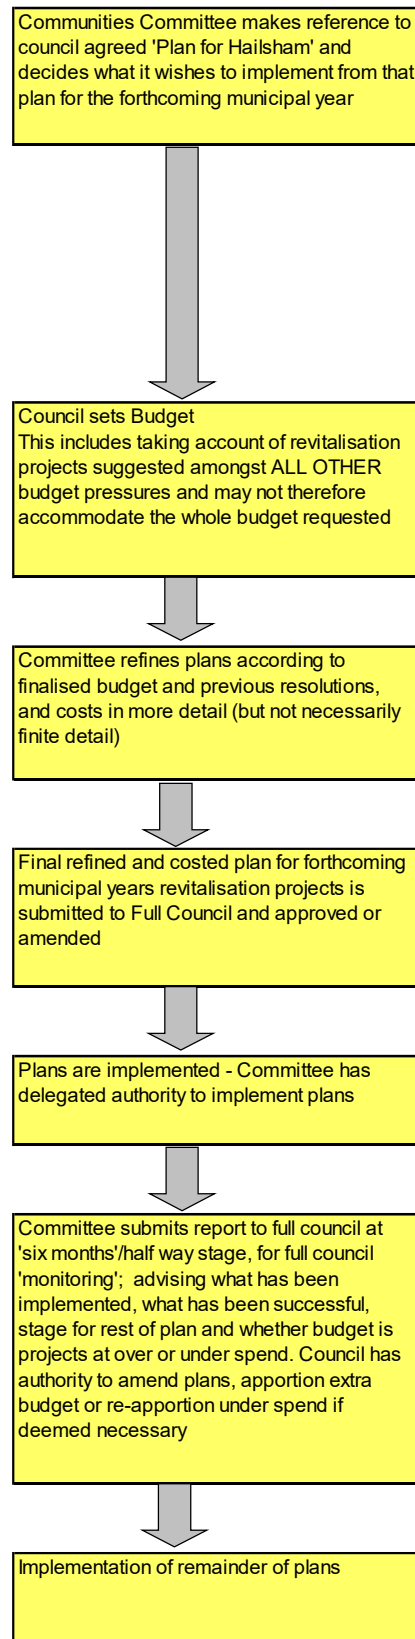 Communities Committee makes reference to
council agreed 'Plan for Hailsham' and
decides what it wishes to implement from that
plan for the forthcoming municipal year
Council sets Budget
This includes taking account of revitalisation
projects suggested amongst ALL OTHER
budget pressures and may not therefore
accommodate the whole budget requested
Committee refines plans according to
finalised budget and previous resolutions,
and costs in more detail (but not necessarily
finite detail)
Final refined and costed plan for forthcoming
municipal years revitalisation projects is
submitted to Full Council and approved or
amended
Plans are implemented - Committee has
delegated authority to implement plans
Committee submits report to full council at
'six months'/half way stage, for full council
'monitoring';  advising what has been
implemented, what has been successful,
stage for rest of plan and whether budget is
projects at over or under spend. Council has
authority to amend plans, apportion extra
budget or re-apportion under spend if
deemed necessary
Implementation of remainder of plans